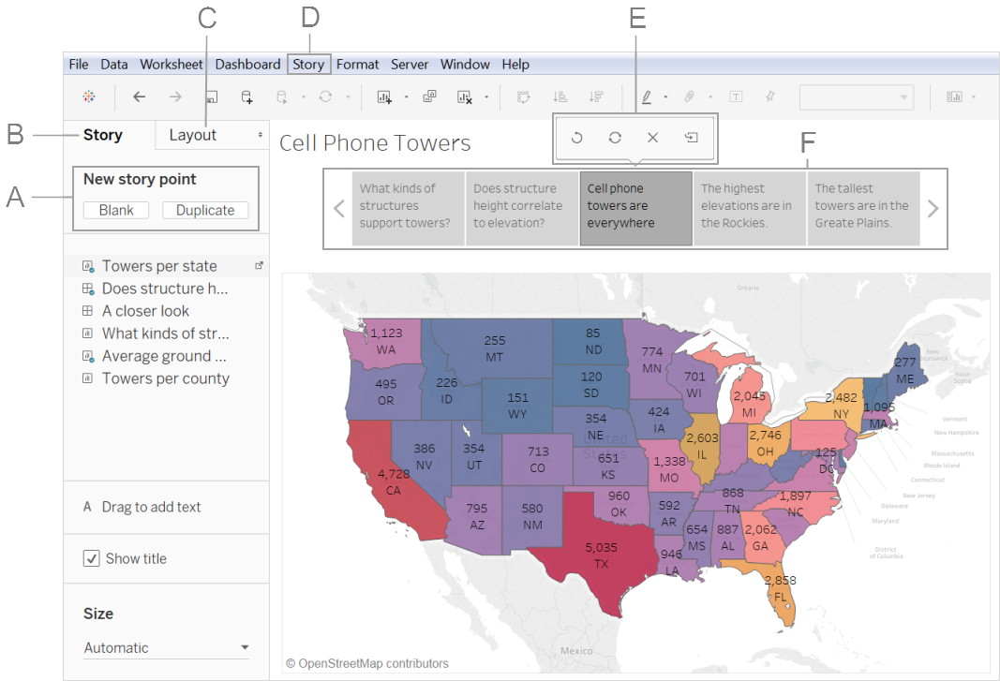 C
D
E
File Data Worksheet Dashboard Story Format Server Window Help
B
Story
Layout
Cell Phone Towers
F
A
New story point
Blank
Duplicate
What kinds of
structures
support towers?
Does structure
height correlate
to elevation?
Cell phone
towers are
everywhere
The highest
elevations are in
the Rockies.
The tallest
towers are in the
Greate Plains.
Towers per state
Does structure h...
A closer look
What kinds of str...
Average ground ...
Towers per county
A Drag to add text
Show title
Size
Automatic
Ontario
1,123
WA
255
MT
85
ND
774
MN
495
OR
226
ID
120
SD
701
WI
2,045
MI
277
ME
New
Brunswick
Nova
Scotia
151
WY
2,482
NY
1,095
MA
354
NE
424
IA
United
States
386
NV
354
UT
713
CO
651
KS
2,603
IL
2,746
OH
125
DC
4,728
CA
1,338
MO
868
TN
1,897
NC
795
AZ
580
NM
960
OK
592
AR
654
MS
887
AL
2,062
GA
5,035
TX
946
LA
2,858
FL
Vermont
New Hampshire
Massachusetts
Rhode Island
Connecticut
New Jersey
Delaware
Maryland
District
of Columbia
Mexico
© OpenStreetMap contributors